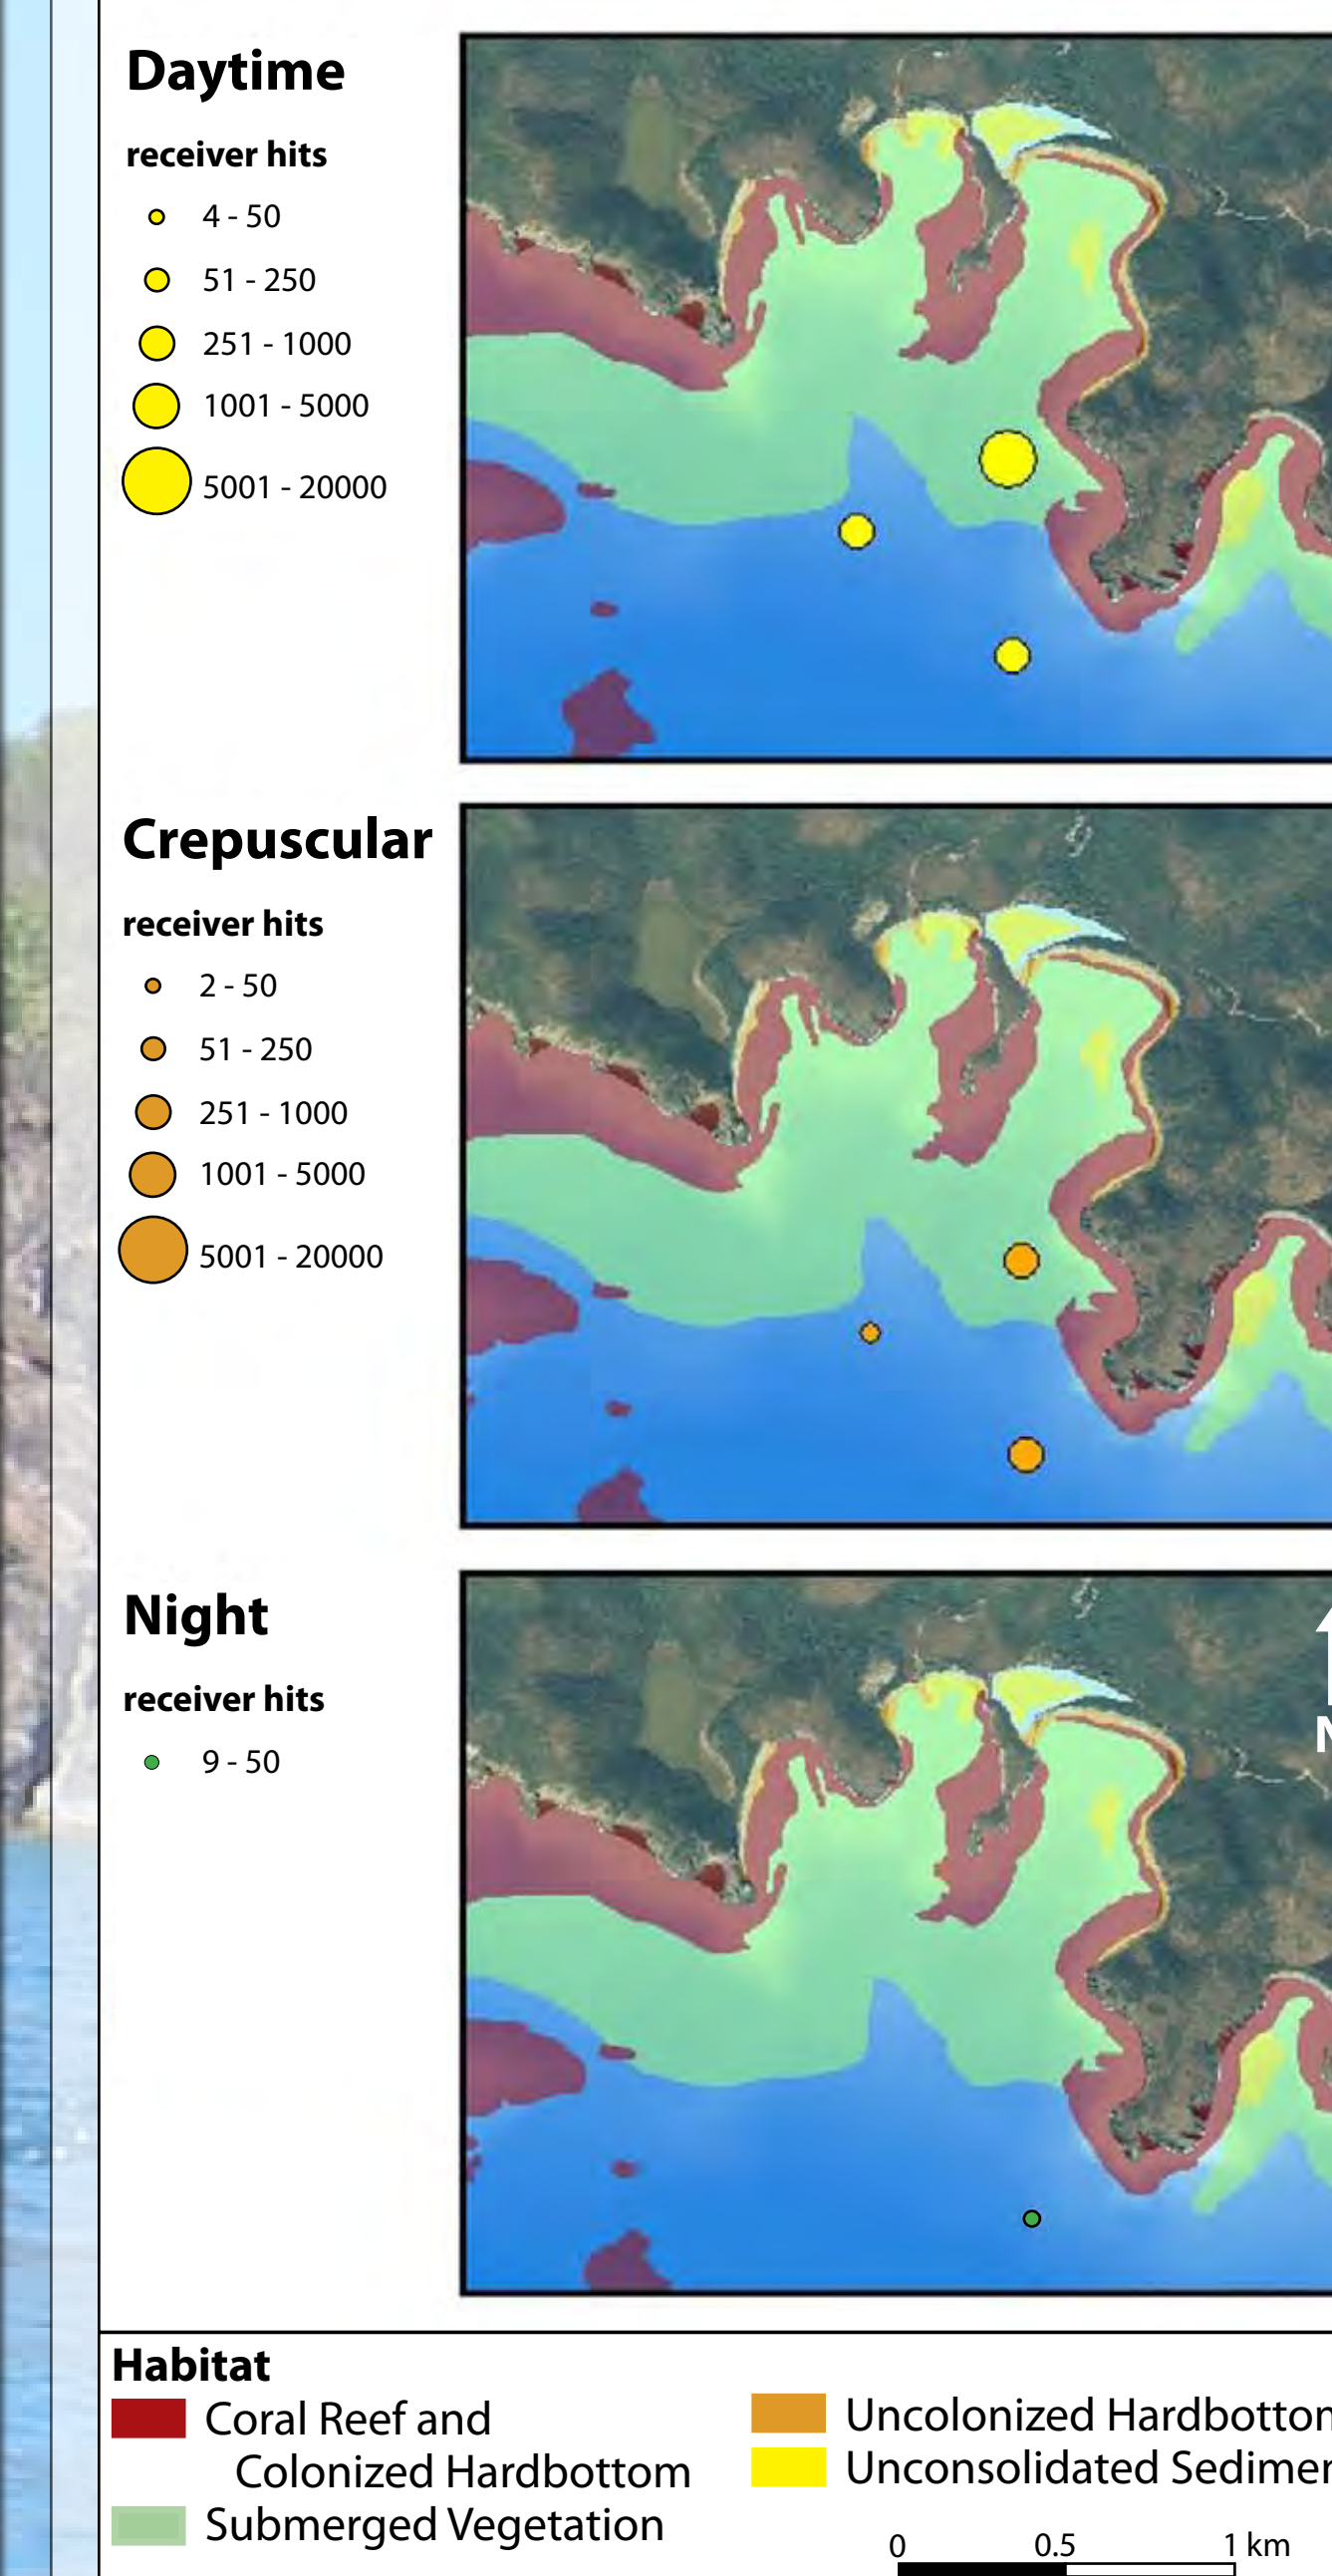 Daytime
receiver hits
4 - 50
51 - 250
251 - 1000
1001 - 5000
5001 - 20000
Crepuscular
receiver hits
2 - 50
51 - 250
251 - 1000
1001 - 5000
5001 - 20000
Night
receiver hits
9 - 50
N
Habitat
Coral Reef and
Colonized Hardbottom
Submerged Vegetation
Uncolonized Hardbottom
Unconsolidated Sedimen
0 0.5 1 km